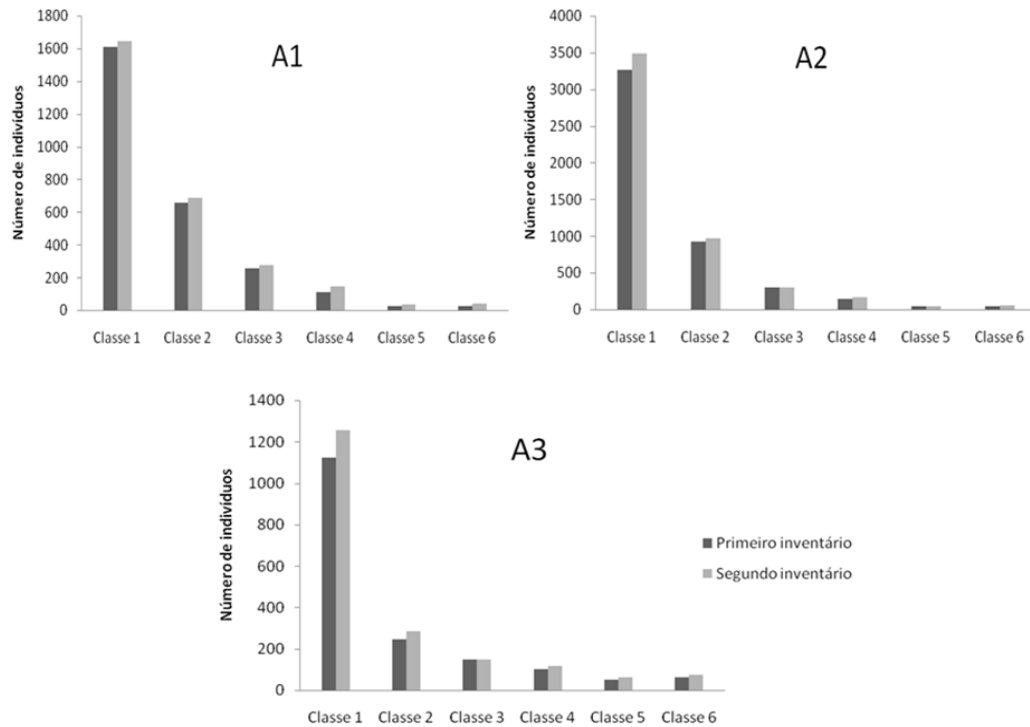 A1
Número de indivíduos
1800
1600
1400
1200
1000
800
600
400
200
0
Classe 1 Classe 2 Classe 3 Classe 4 Classe 5 Classe 6
A2
Número de indivíduos
4000
3500
3000
2500
2000
1500
1000
500
0
Classe 1 Classe 2 Classe 3 Classe 4 Classe 5 Classe 6
A3
Número de indivíduos
1400
1200
1000
800
600
400
200
0
Classe 1 Classe 2 Classe 3 Classe 4 Classe 5 Classe 6
Primeiro inventário
Segundo inventário